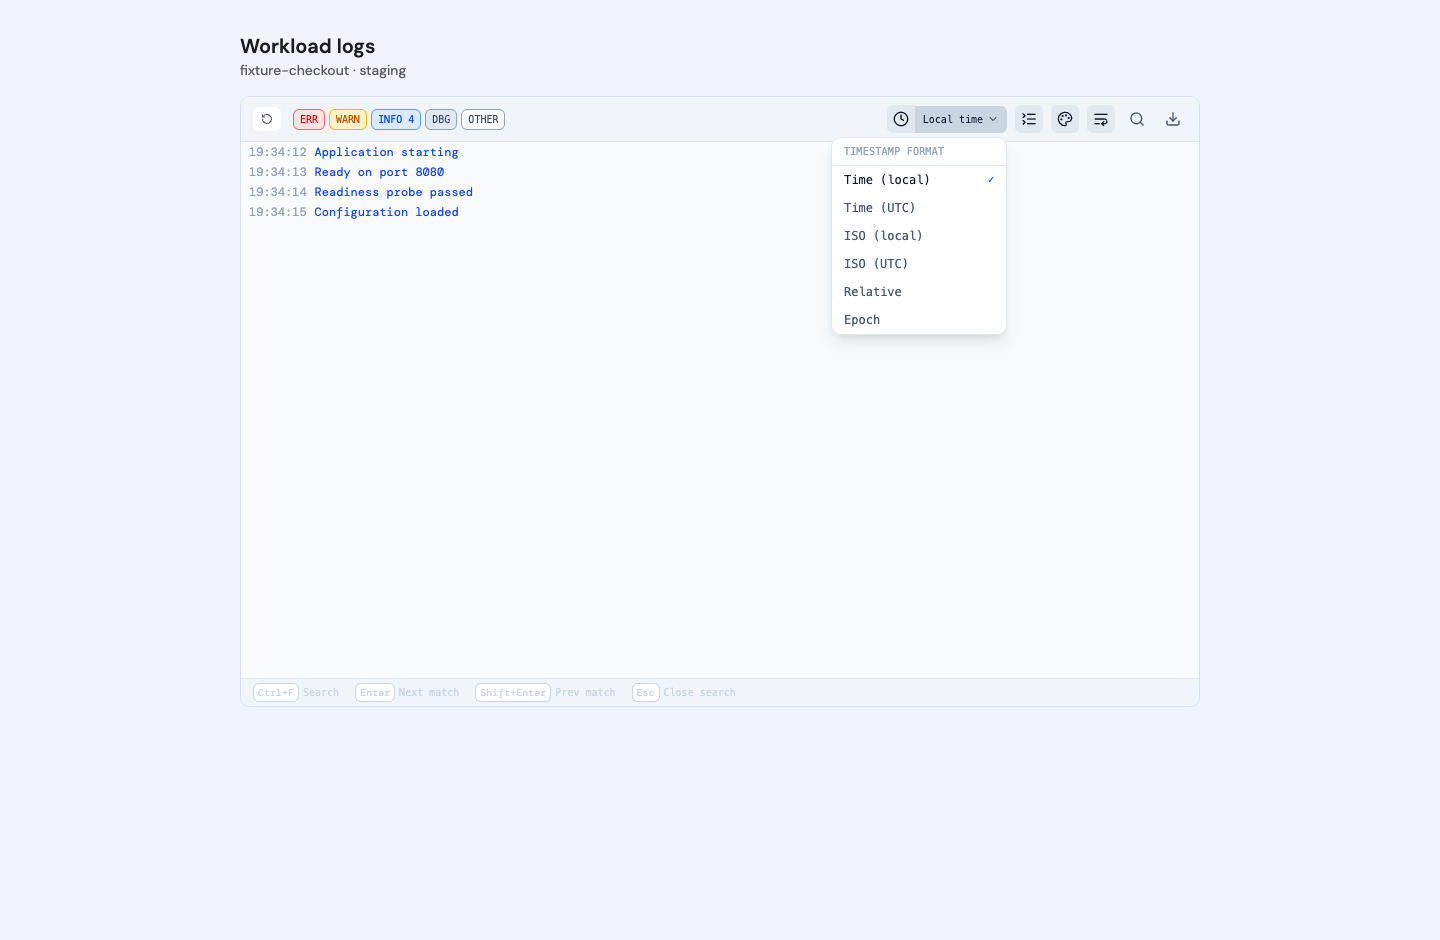 Workload logs
fixture-checkout · staging
ERR WARN INFO 4 DBG OTHER Local time
TIMESTAMP FORMAT
Time (local) ✓
Time (UTC)
ISO (local)
ISO (UTC)
Relative
Epoch
19:34:12 Application starting
19:34:13 Ready on port 8080
19:34:14 Readiness probe passed
19:34:15 Configuration loaded
Ctrl+F Search Enter Next match Shift+Enter Prev match Esc Close search